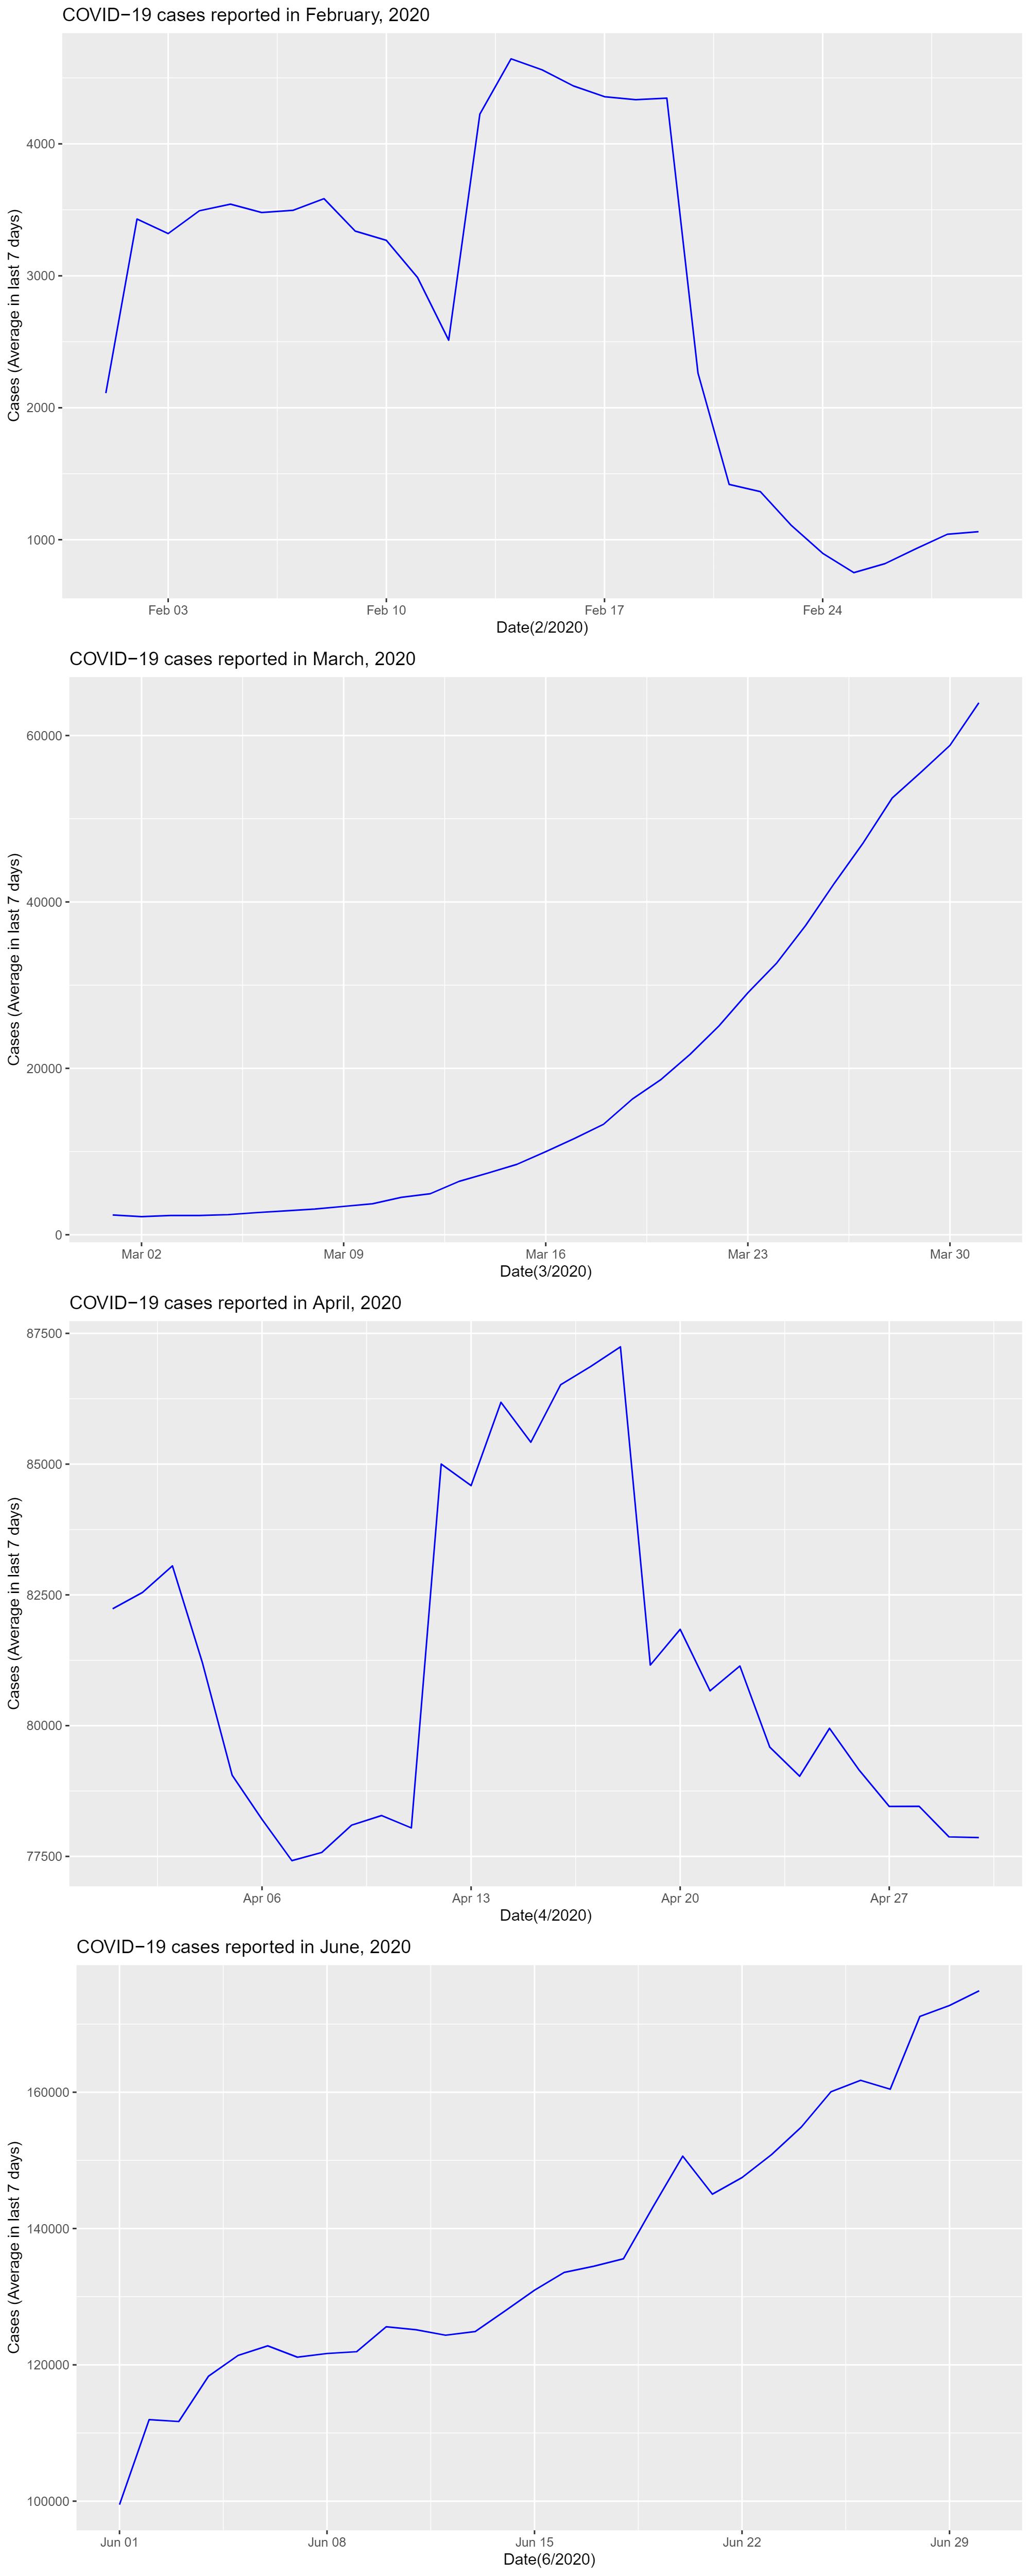 COVID−19 cases reported in February, 2020
Cases (Average in last 7 days)
4000
3000
2000
1000
Feb 03 Feb 10 Feb 17 Feb 24
Date(2/2020)
COVID−19 cases reported in March, 2020
Cases (Average in last 7 days)
60000
40000
20000
0
Mar 02 Mar 09 Mar 16 Mar 23 Mar 30
Date(3/2020)
COVID−19 cases reported in April, 2020
Cases (Average in last 7 days)
87500
85000
82500
80000
77500
Apr 06 Apr 13 Apr 20 Apr 27
Date(4/2020)
COVID−19 cases reported in June, 2020
Cases (Average in last 7 days)
160000
140000
120000
100000
Jun 01 Jun 08 Jun 15 Jun 22 Jun 29
Date(6/2020)